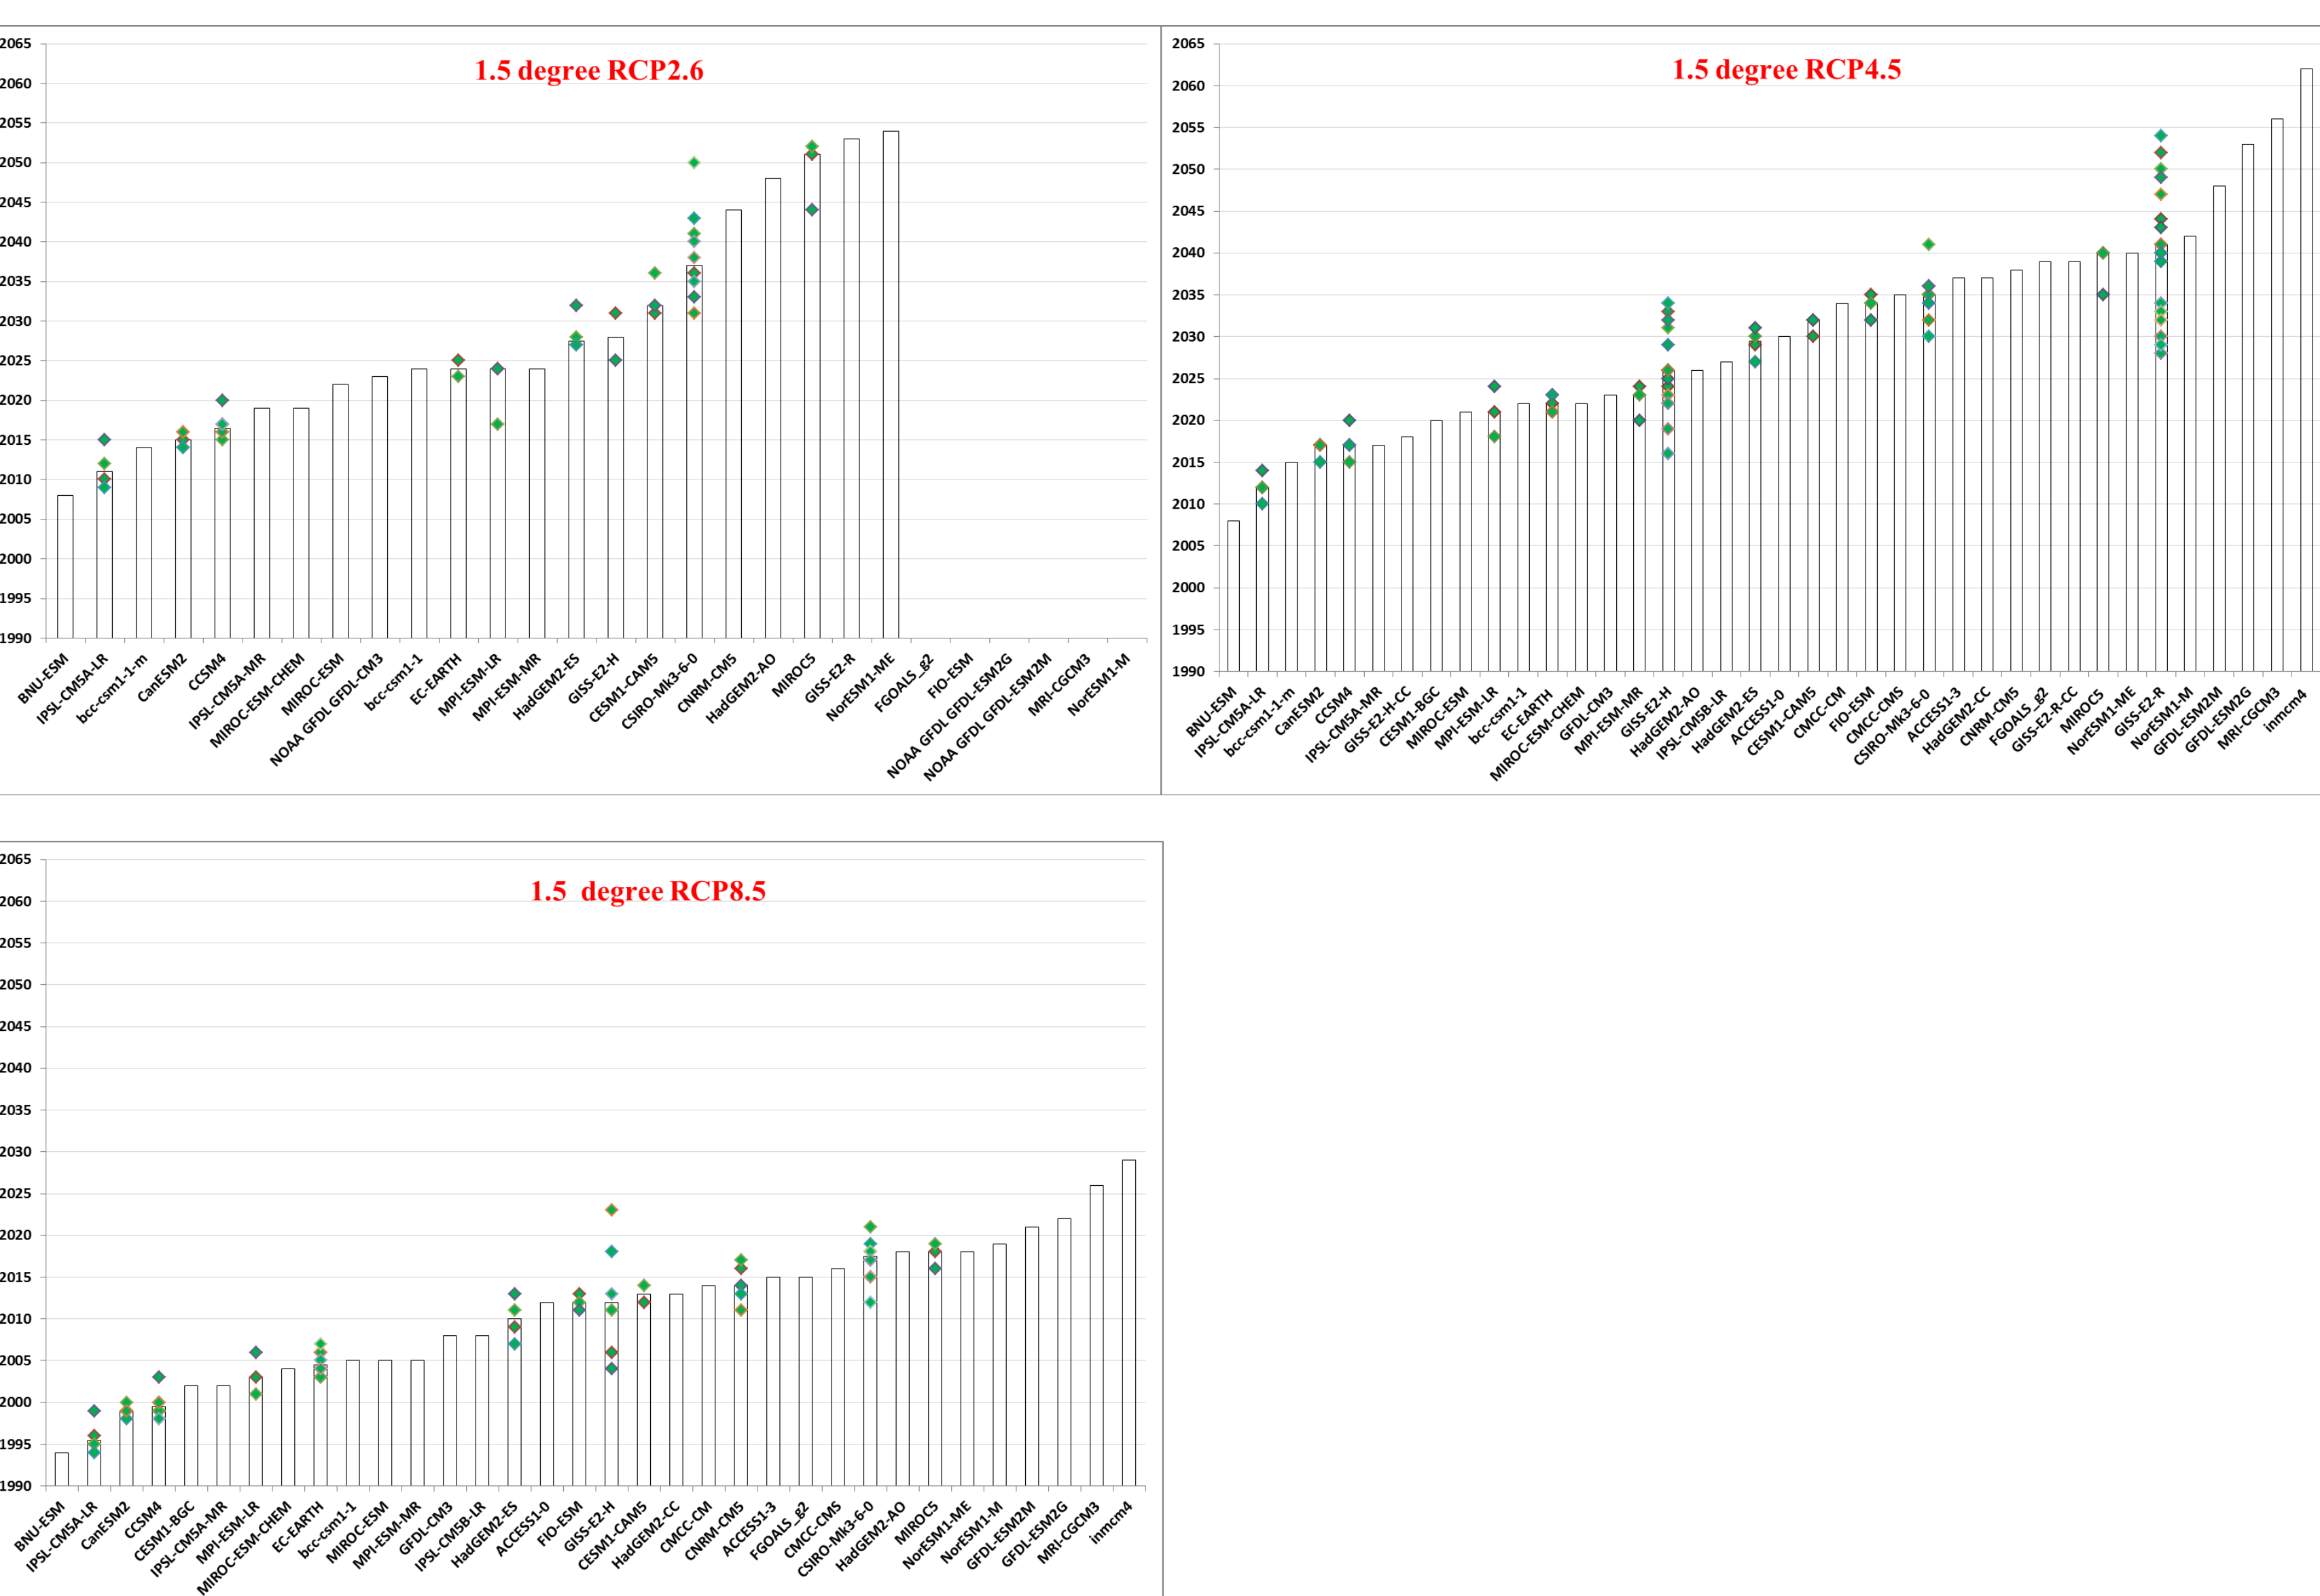 1.5 degree RCP2.6
2065
2060
2055
2050
2045
2040
2035
2030
2025
2020
2015
2010
2005
2000
1995
1990
BNU-ESM
IPSL-CM5A-LR
bcc-csm1-1-m
CanESM2
CCSM4
IPSL-CM5A-MR
MIROC-ESM-CHEM
MIROC-ESM
NOAA GFDL GFDL-CM3
bcc-csm1-1
EC-EARTH
MPI-ESM-LR
MPI-ESM-MR
HadGEM2-ES
GISS-E2-H
CESM1-CAM5
CSIRO-Mk3-6-0
CNRM-CM5
HadGEM2-AO
MIROC5
GISS-E2-R
NorESM1-ME
FGOALS_g2
FIO-ESM
NOAA GFDL GFDL-ESM2G
NOAA GFDL GFDL-ESM2M
MRI-CGCM3
NorESM1-M
1.5 degree RCP4.5
2065
2060
2055
2050
2045
2040
2035
2030
2025
2020
2015
2010
2005
2000
1995
1990
BNU-ESM
IPSL-CM5A-LR
bcc-csm1-1-m
CanESM2
CCSM4
IPSL-CM5A-MR
GISS-E2-H-CC
CESM1-BGC
MIROC-ESM
MPI-ESM-LR
bcc-csm1-1
EC-EARTH
MIROC-ESM-CHEM
GFDL-CM3
MPI-ESM-MR
GISS-E2-H
HadGEM2-AO
IPSL-CM5B-LR
HadGEM2-ES
ACCESS1-0
CESM1-CAM5
CMCC-CM
FIO-ESM
CMCC-CMS
CSIRO-Mk3-6-0
ACCESS1-3
HadGEM2-CC
CNRM-CM5
FGOALS_g2
GISS-E2-R-CC
MIROC5
NorESM1-ME
GISS-E2-R
NorESM1-M
GFDL-ESM2M
GFDL-ESM2G
MRI-CGCM3
inmcm4
1.5  degree RCP8.5
2065
2060
2055
2050
2045
2040
2035
2030
2025
2020
2015
2010
2005
2000
1995
1990
BNU-ESM
IPSL-CM5A-LR
CanESM2
CCSM4
CESM1-BGC
IPSL-CM5A-MR
MPI-ESM-LR
MIROC-ESM-CHEM
EC-EARTH
bcc-csm1-1
MIROC-ESM
MPI-ESM-MR
GFDL-CM3
IPSL-CM5B-LR
HadGEM2-ES
ACCESS1-0
FIO-ESM
GISS-E2-H
CESM1-CAM5
HadGEM2-CC
CMCC-CM
CNRM-CM5
ACCESS1-3
FGOALS_g2
CMCC-CMS
CSIRO-Mk3-6-0
HadGEM2-AO
MIROC5
NorESM1-ME
NorESM1-M
GFDL-ESM2M
GFDL-ESM2G
MRI-CGCM3
inmcm4